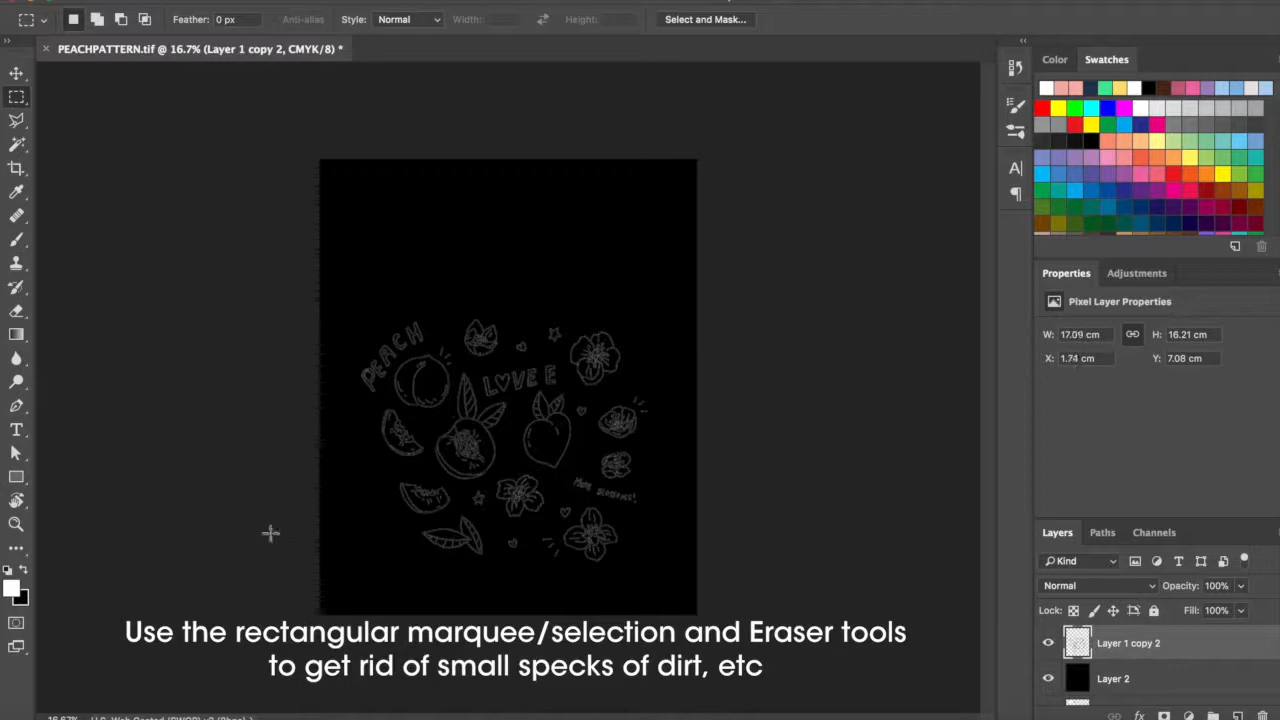 Feather: 0 px Anti-alias Style: Normal Width: Height: Select and Mask...
PEACHPATTERN.tif @ 16.7% (Layer 1 copy 2, CMYK/8) *
Color Swatches
Properties Adjustments
Pixel Layer Properties
W: 17.09 cm H: 16.21 cm
X: 1.74 cm Y: 7.08 cm
PEACH
LOVE E
Layers Paths Channels
Kind
Normal Opacity: 100%
Lock: Fill: 100%
Layer 1 copy 2
Layer 2
Use the rectangular marquee/selection and Eraser tools
to get rid of small specks of dirt, etc